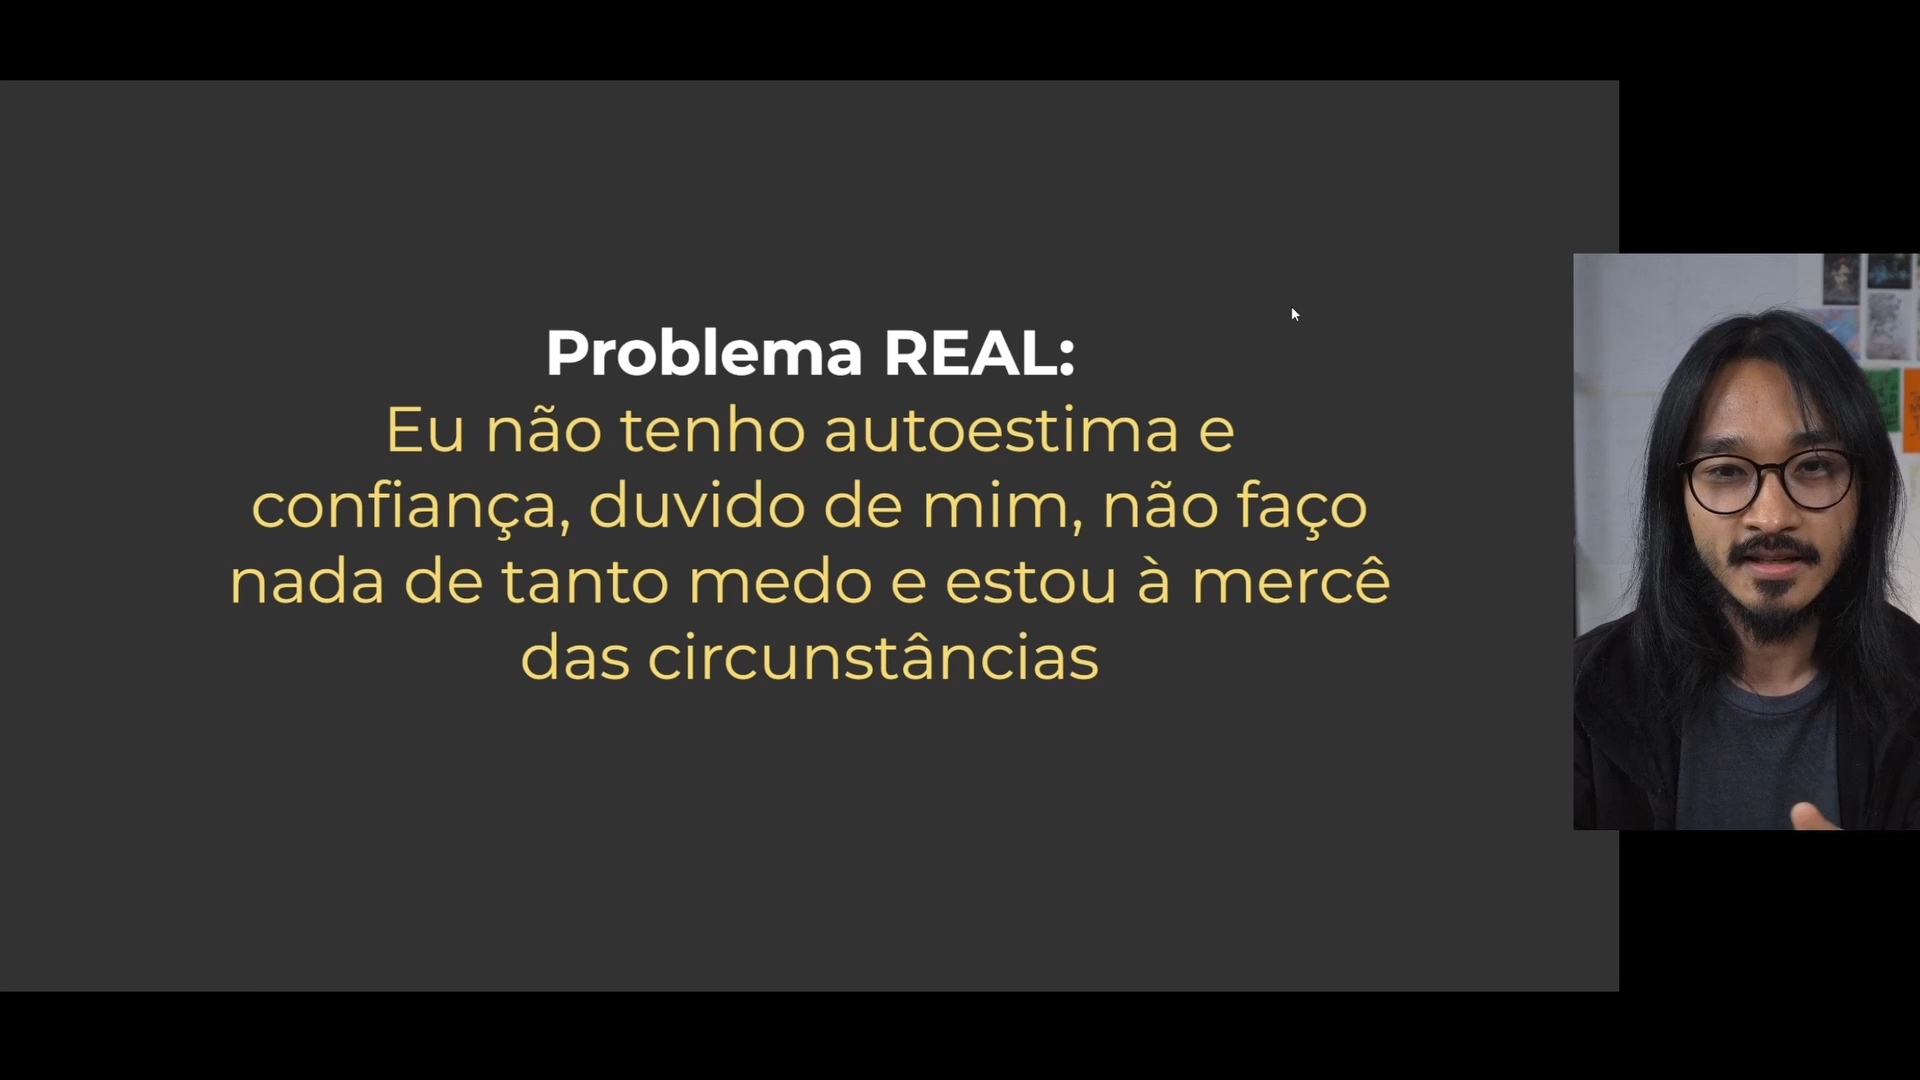 Problema REAL:
Eu não tenho autoestima e
confiança, duvido de mim, não faço
nada de tanto medo e estou à mercê
das circunstâncias